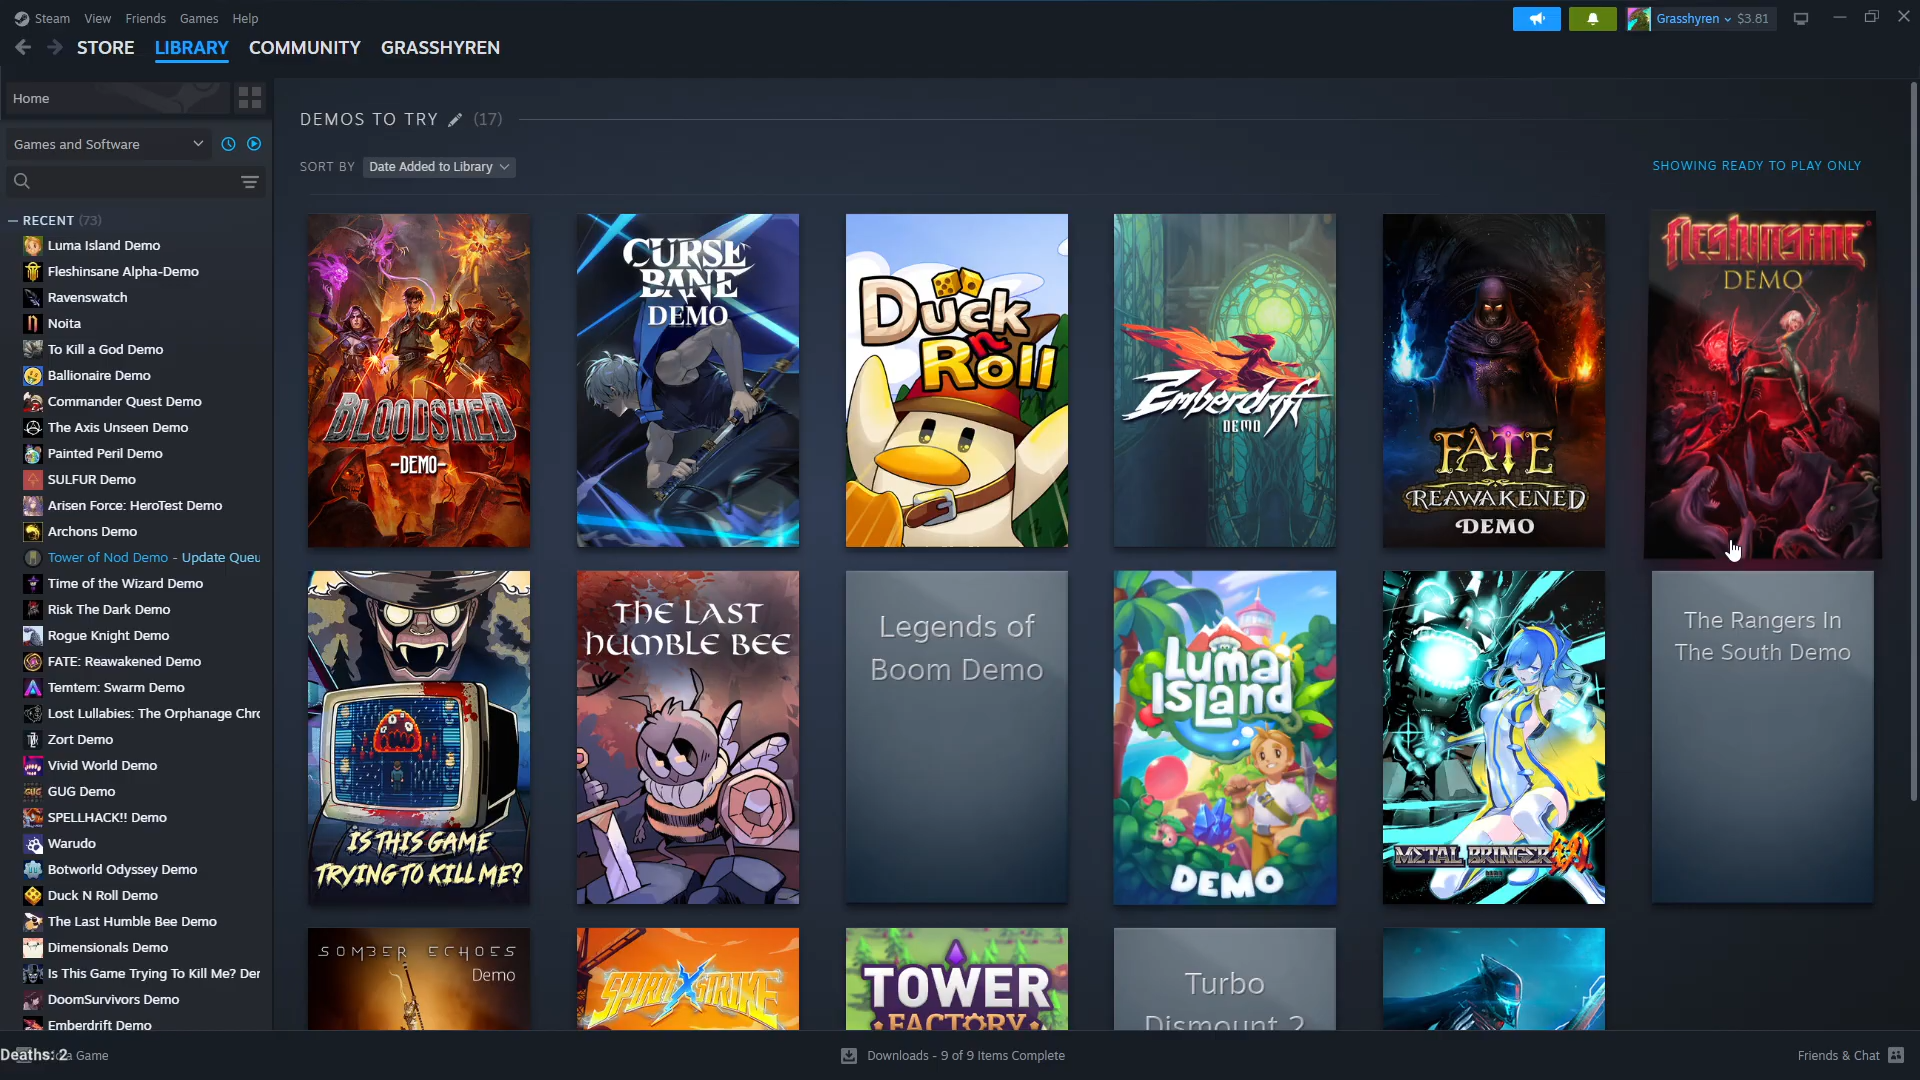 Steam View Friends Games Help
Grasshyren $3.81
STORE LIBRARY COMMUNITY GRASSHYREN
Home
Games and Software
RECENT (73)
Luma Island Demo
Fleshinsane Alpha-Demo
Ravenswatch
Noita
To Kill a God Demo
Ballionaire Demo
Commander Quest Demo
The Axis Unseen Demo
Painted Peril Demo
SULFUR Demo
Arisen Force: HeroTest Demo
Archons Demo
Tower of Nod Demo - Update Queu
Time of the Wizard Demo
Risk The Dark Demo
Rogue Knight Demo
FATE: Reawakened Demo
Temtem: Swarm Demo
Lost Lullabies: The Orphanage Chro
Zort Demo
Vivid World Demo
GUG Demo
SPELLHACK!! Demo
Warudo
Botworld Odyssey Demo
Duck N Roll Demo
The Last Humble Bee Demo
Dimensionals Demo
Is This Game Trying To Kill Me? Der
DoomSurvivors Demo
Emberdrift Demo
DEMOS TO TRY (17)
SORT BY Date Added to Library
SHOWING READY TO PLAY ONLY
BLOODSHED
-DEMO-
CURSE
BANE
DEMO
Duck
n
Roll
Emberdrift
DEMO
FATE
REAWAKENED
DEMO
fleshinsane
DEMO
IS THIS GAME
TRYING TO KILL ME?
THE LAST
HUMBLE BEE
Legends of
Boom Demo
Luma
Island
DEMO
METAL BRINGER
The Rangers In
The South Demo
SOMBER ECHOES
Demo
SPIRIT X STRIKE
TOWER
FACTORY
Turbo
Dismount 2
Deaths: 2
a Game
Downloads - 9 of 9 Items Complete
Friends & Chat